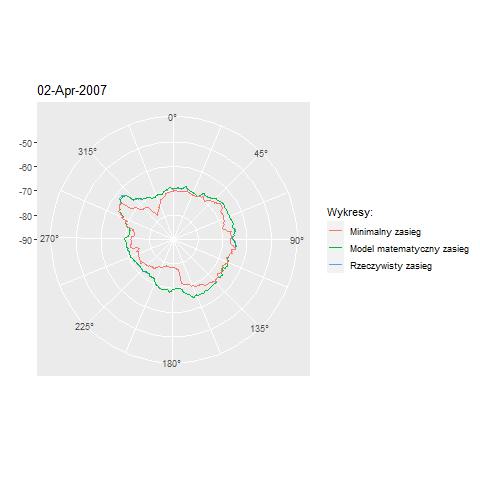 02-Apr-2007
0°
45°
90°
135°
180°
225°
270°
315°
-50
-60
-70
-80
-90
Wykresy:
Minimalny zasieg
Model matematyczny zasieg
Rzeczywisty zasieg